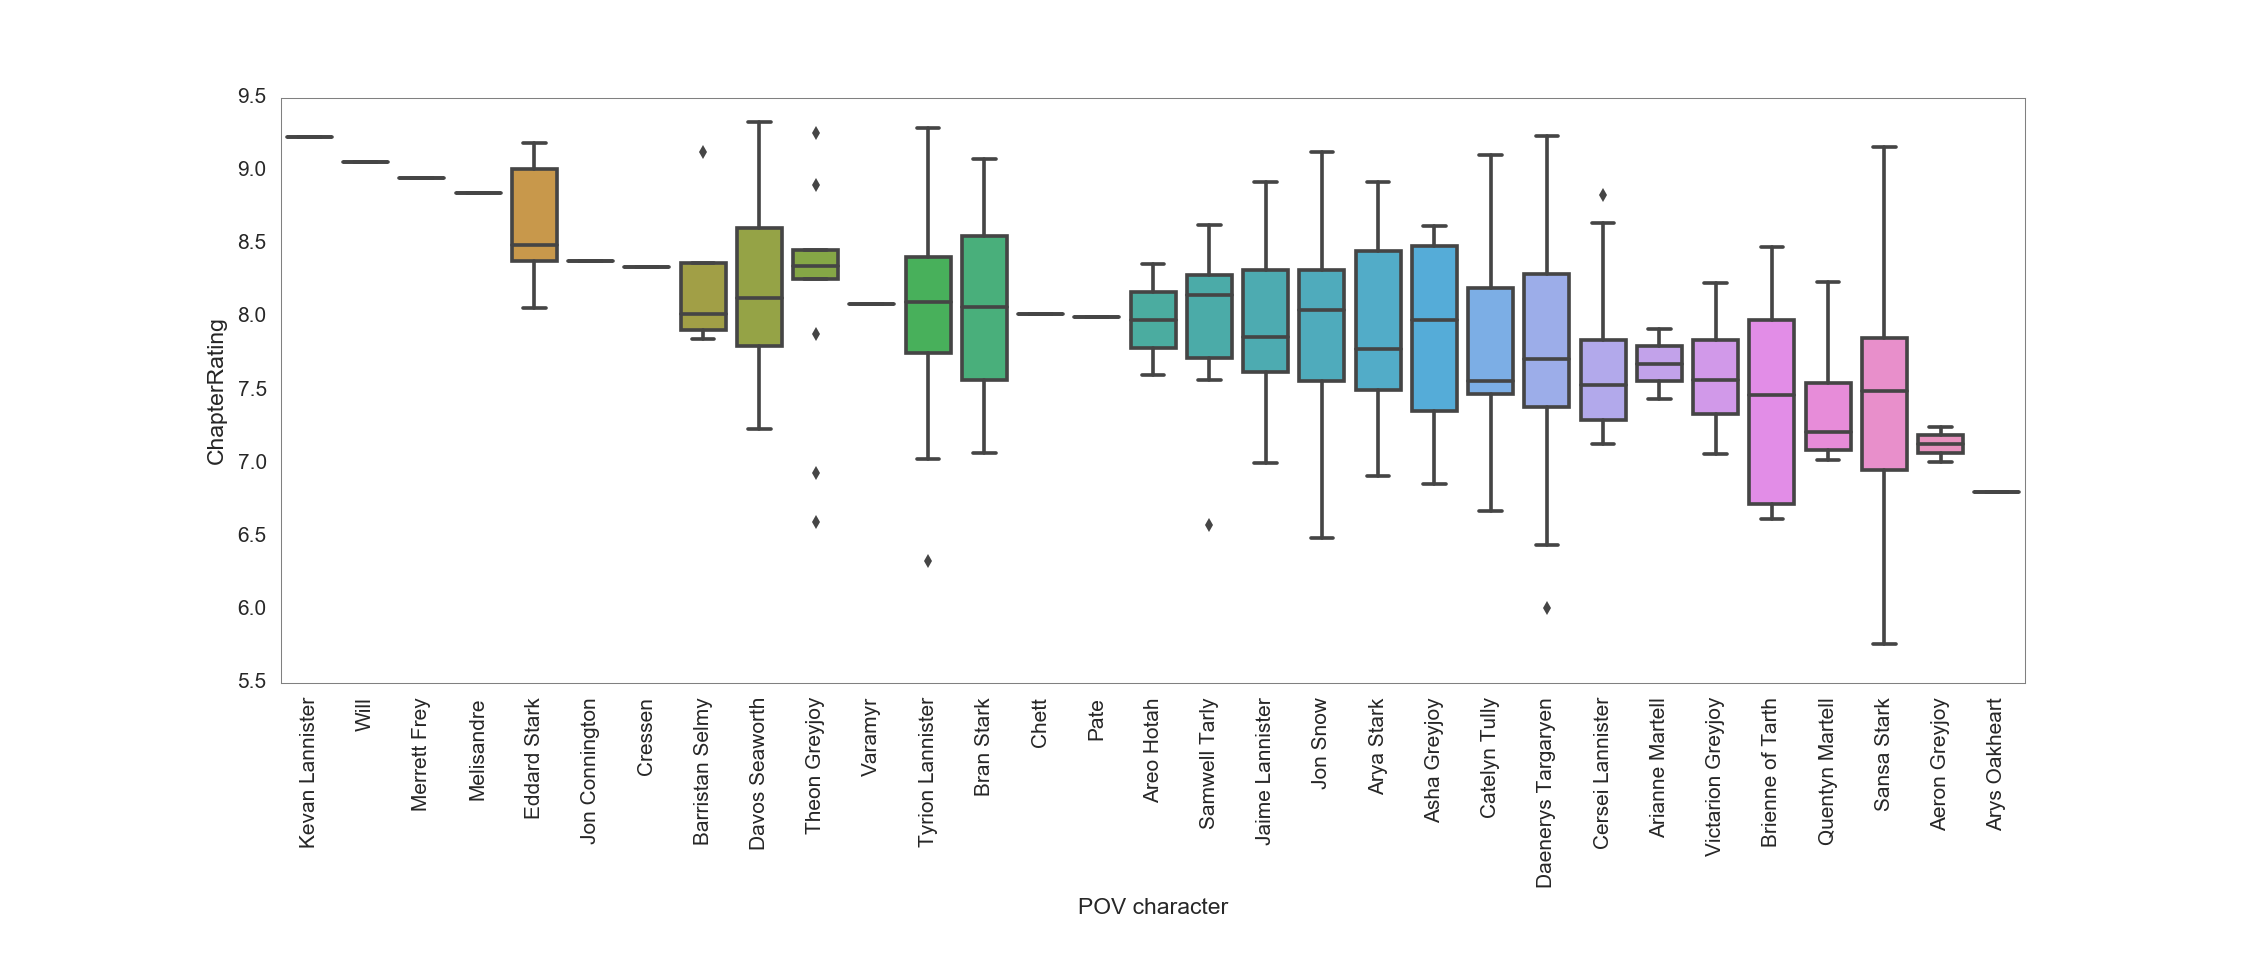 9.5
9.0
8.5
8.0
7.5
7.0
6.5
6.0
5.5
ChapterRating
Kevan Lannister
Will
Merrett Frey
Melisandre
Eddard Stark
Jon Connington
Cressen
Barristan Selmy
Davos Seaworth
Theon Greyjoy
Varamyr
Tyrion Lannister
Bran Stark
Chett
Pate
Areo Hotah
Samwell Tarly
Jaime Lannister
Jon Snow
Arya Stark
Asha Greyjoy
Catelyn Tully
Daenerys Targaryen
Cersei Lannister
Arianne Martell
Victarion Greyjoy
Brienne of Tarth
Quentyn Martell
Sansa Stark
Aeron Greyjoy
Arys Oakheart
POV character